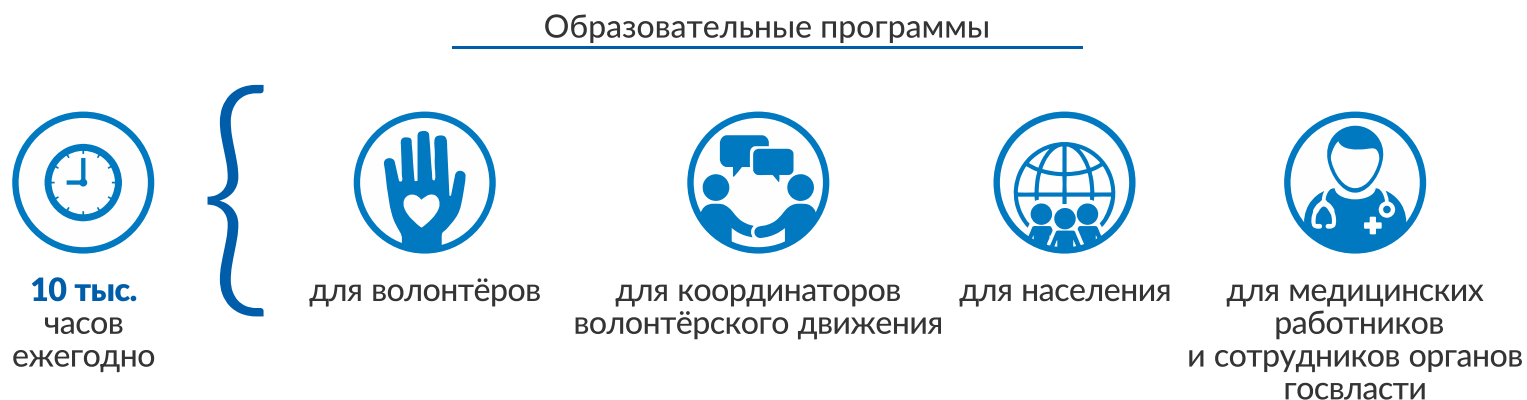 Образовательные программы
10 тыс.
часов
ежегодно
для волонтёров
для координаторов
волонтёрского движения
для населения
для медицинских
работников
и сотрудников органов
госвласти